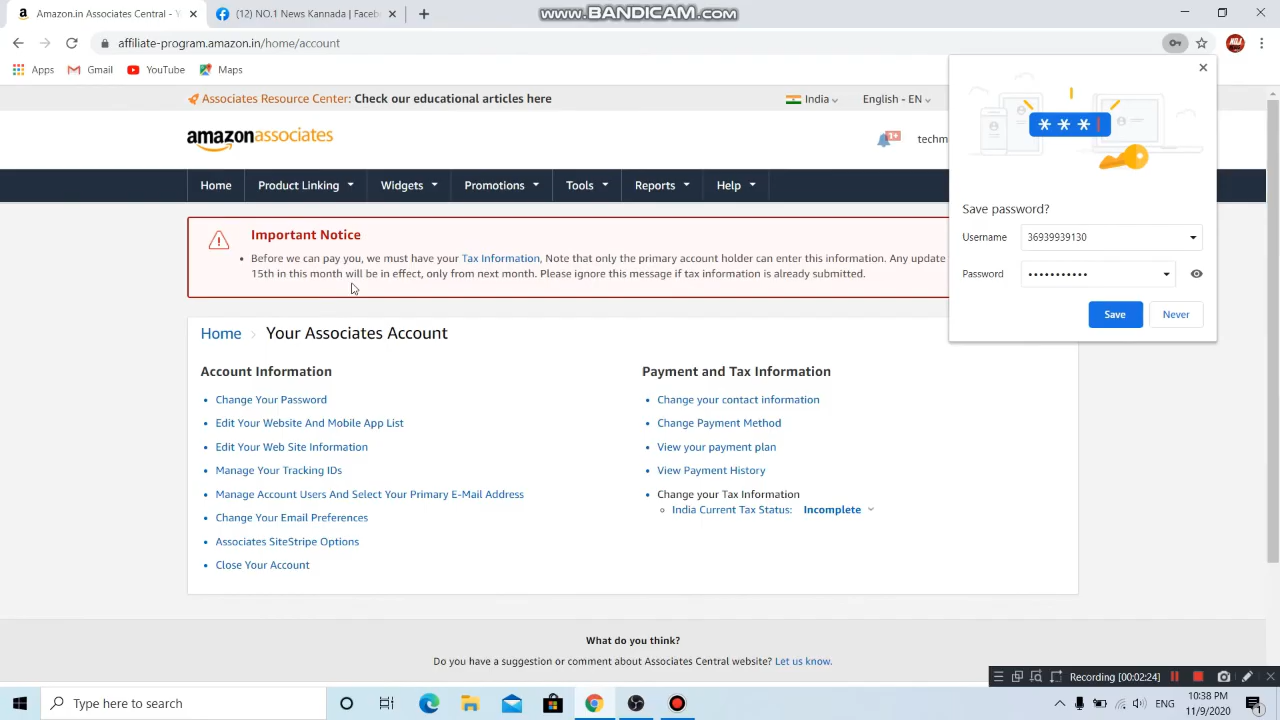 Amazon.in Associates Central - Y
(12) NO.1 News Kannada | Faceb
www.BANDICAM.com
affiliate-program.amazon.in/home/account
Apps
Gmail
YouTube
Maps
Associates Resource Center: Check our educational articles here
India
English - EN
amazonassociates
1+
techm
Home
Product Linking
Widgets
Promotions
Tools
Reports
Help
Important Notice
Before we can pay you, we must have your Tax Information, Note that only the primary account holder can enter this information. Any update
15th in this month will be in effect, only from next month. Please ignore this message if tax information is already submitted.
Save password?
Username
36939939130
Password
•••••••••••
Save
Never
Home
Your Associates Account
Account Information
Change Your Password
Edit Your Website And Mobile App List
Edit Your Web Site Information
Manage Your Tracking IDs
Manage Account Users And Select Your Primary E-Mail Address
Change Your Email Preferences
Associates SiteStripe Options
Close Your Account
Payment and Tax Information
Change your contact information
Change Payment Method
View your payment plan
View Payment History
Change your Tax Information
India Current Tax Status: Incomplete
What do you think?
Do you have a suggestion or comment about Associates Central website? Let us know.
Recording [00:02:24]
Type here to search
ENG
10:38 PM
11/9/2020
1